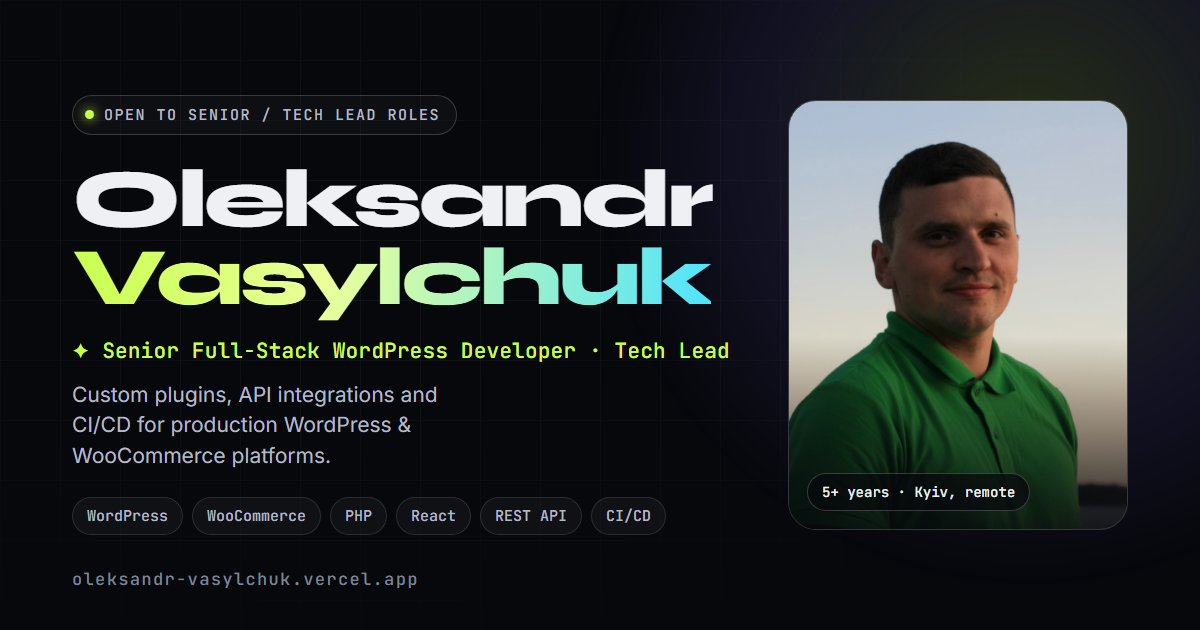 OPEN TO SENIOR / TECH LEAD ROLES
Oleksandr
Vasylchuk
✦ Senior Full-Stack WordPress Developer · Tech Lead
Custom plugins, API integrations and
CI/CD for production WordPress &
WooCommerce platforms.
5+ years · Kyiv, remote
WordPress WooCommerce PHP React REST API CI/CD
oleksandr-vasylchuk.vercel.app